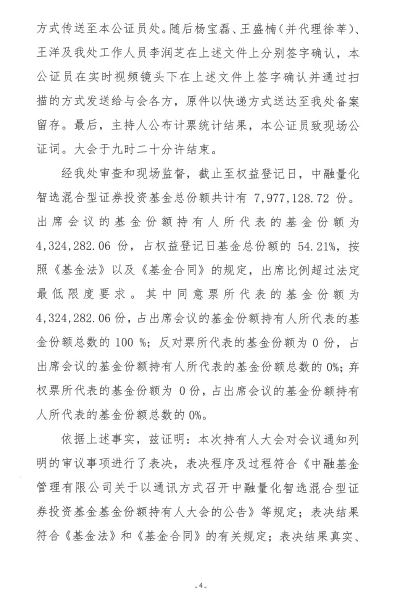 方式传送至本公证员处。随后杨宝磊、王盛楠（并代理徐莘）、
王洋及我处工作人员李润芝在上述文件上分别签字确认，本
公证员在实时视频镜头下在上述文件上签字确认并通过扫
描的方式发送给与会各方，原件以快递方式送达至我处备案
留存。最后，主持人公布计票统计结果，本公证员致现场公
证词。大会于九时二十分许结束。
经我处审查和现场监督，截止至权益登记日，中融量化
智选混合型证券投资基金总份额共计有 7,977,128.72 份。
出席会议的基金份额持有人所代表的基金份额为
4,324,282.06 份，占权益登记日基金总份额的 54.21%，按
照《基金法》以及《基金合同》的规定，出席比例超过法定
最低限度要求。其中同意票所代表的基金份额为
4,324,282.06 份，占出席会议的基金份额持有人所代表的基
金份额总数的 100 %；反对票所代表的基金份额为 0 份，占
出席会议的基金份额持有人所代表的基金份额总数的 0%；弃
权票所代表的基金份额为 0 份，占出席会议的基金份额持有
人所代表的基金份额总数的 0%。
依据上述事实，兹证明：本次持有人大会对会议通知列
明的审议事项进行了表决，表决程序及过程符合《中融基金
管理有限公司关于以通讯方式召开中融量化智选混合型证
券投资基金基金份额持有人大会的公告》等规定；表决结果
符合《基金法》和《基金合同》的有关规定；表决结果真实、
-4-